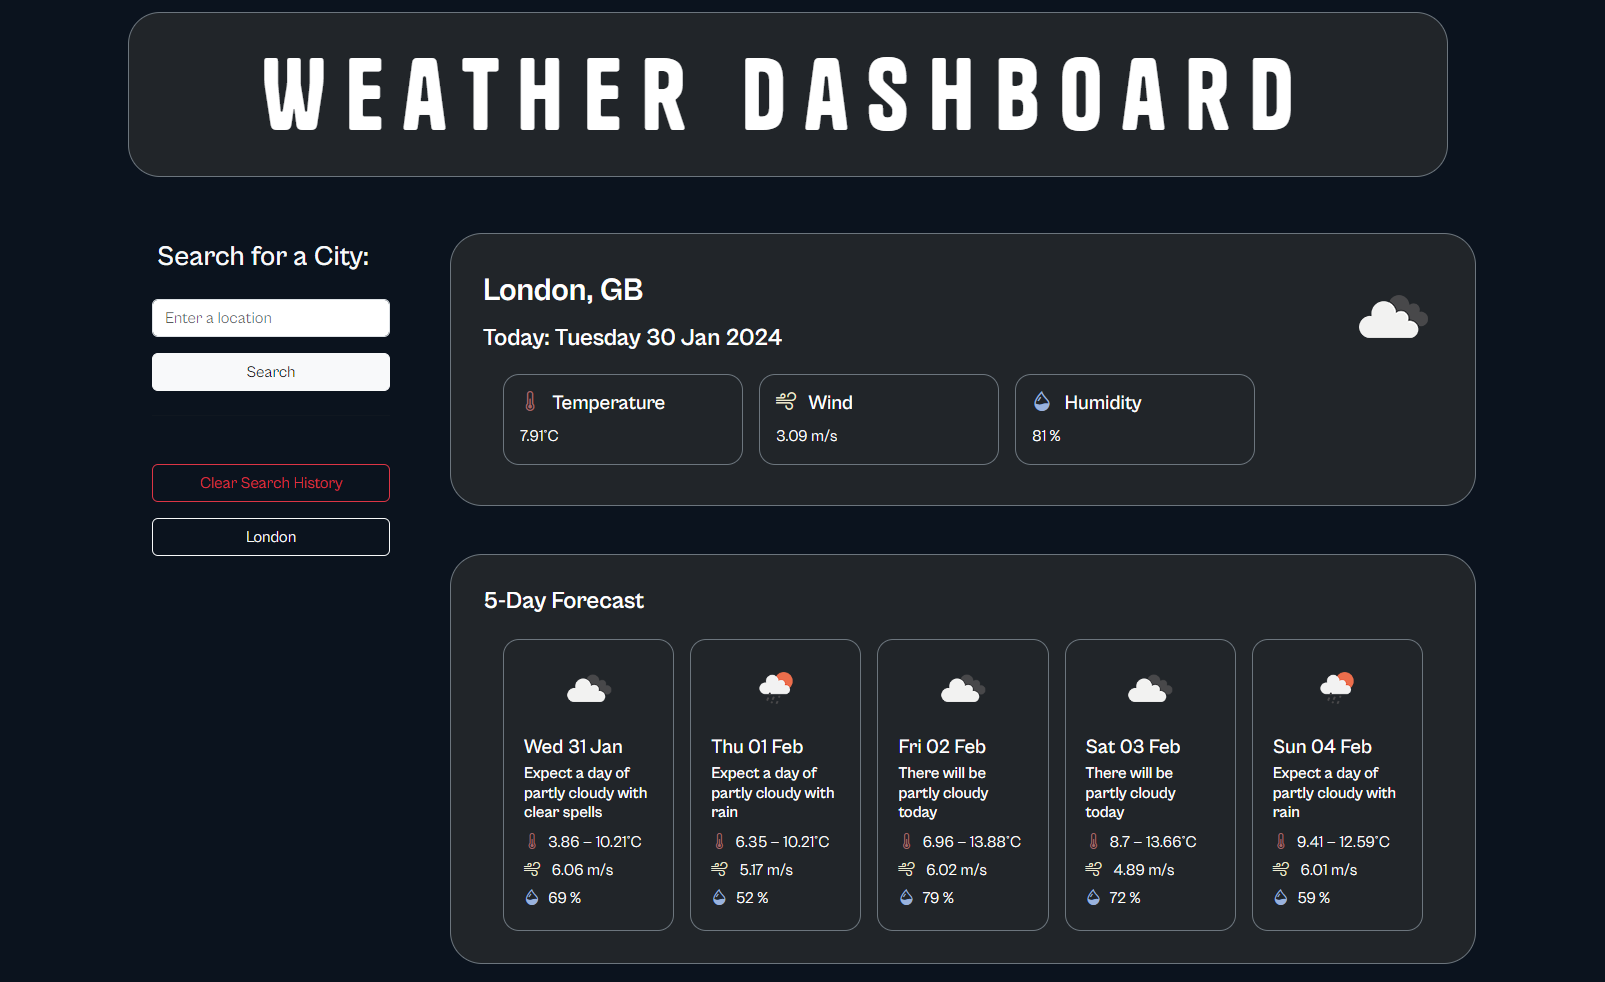 WEATHER DASHBOARD
Search for a City:
Enter a location
Search
Clear Search History
London
London, GB
Today: Tuesday 30 Jan 2024
Temperature
7.91°C
Wind
3.09 m/s
Humidity
81 %
5-Day Forecast
Wed 31 Jan
Expect a day of
partly cloudy with
clear spells
3.86 – 10.21°C
6.06 m/s
69 %
Thu 01 Feb
Expect a day of
partly cloudy with
rain
6.35 – 10.21°C
5.17 m/s
52 %
Fri 02 Feb
There will be
partly cloudy
today
6.96 – 13.88°C
6.02 m/s
79 %
Sat 03 Feb
There will be
partly cloudy
today
8.7 – 13.66°C
4.89 m/s
72 %
Sun 04 Feb
Expect a day of
partly cloudy with
rain
9.41 – 12.59°C
6.01 m/s
59 %